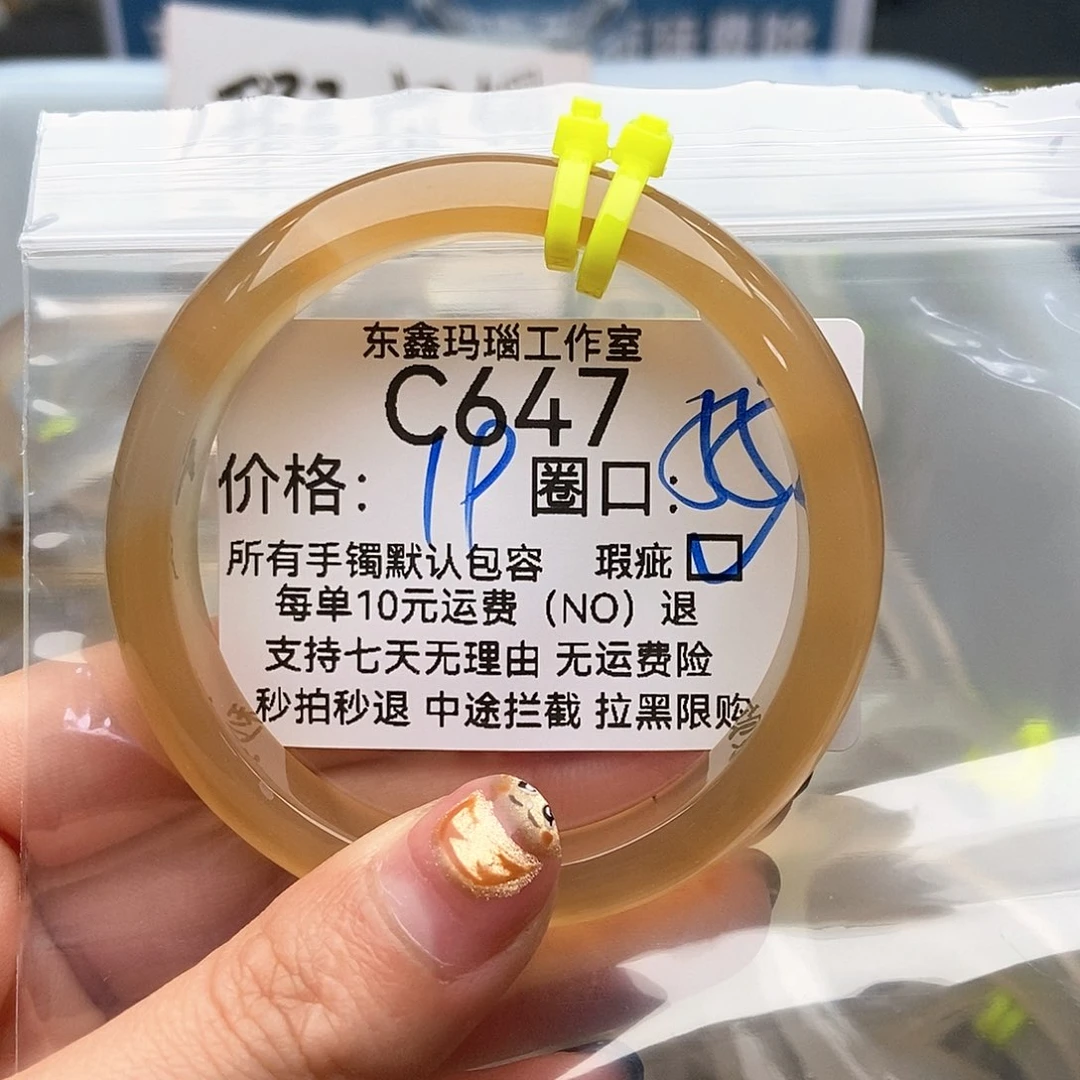 东鑫玛瑙工作室
C647
价格: 1P 圈口:
所有手镯默认包容 瑕疵
每单10元运费（NO）退
支持七天无理由 无运费险
秒拍秒退 中途拦截 拉黑限购